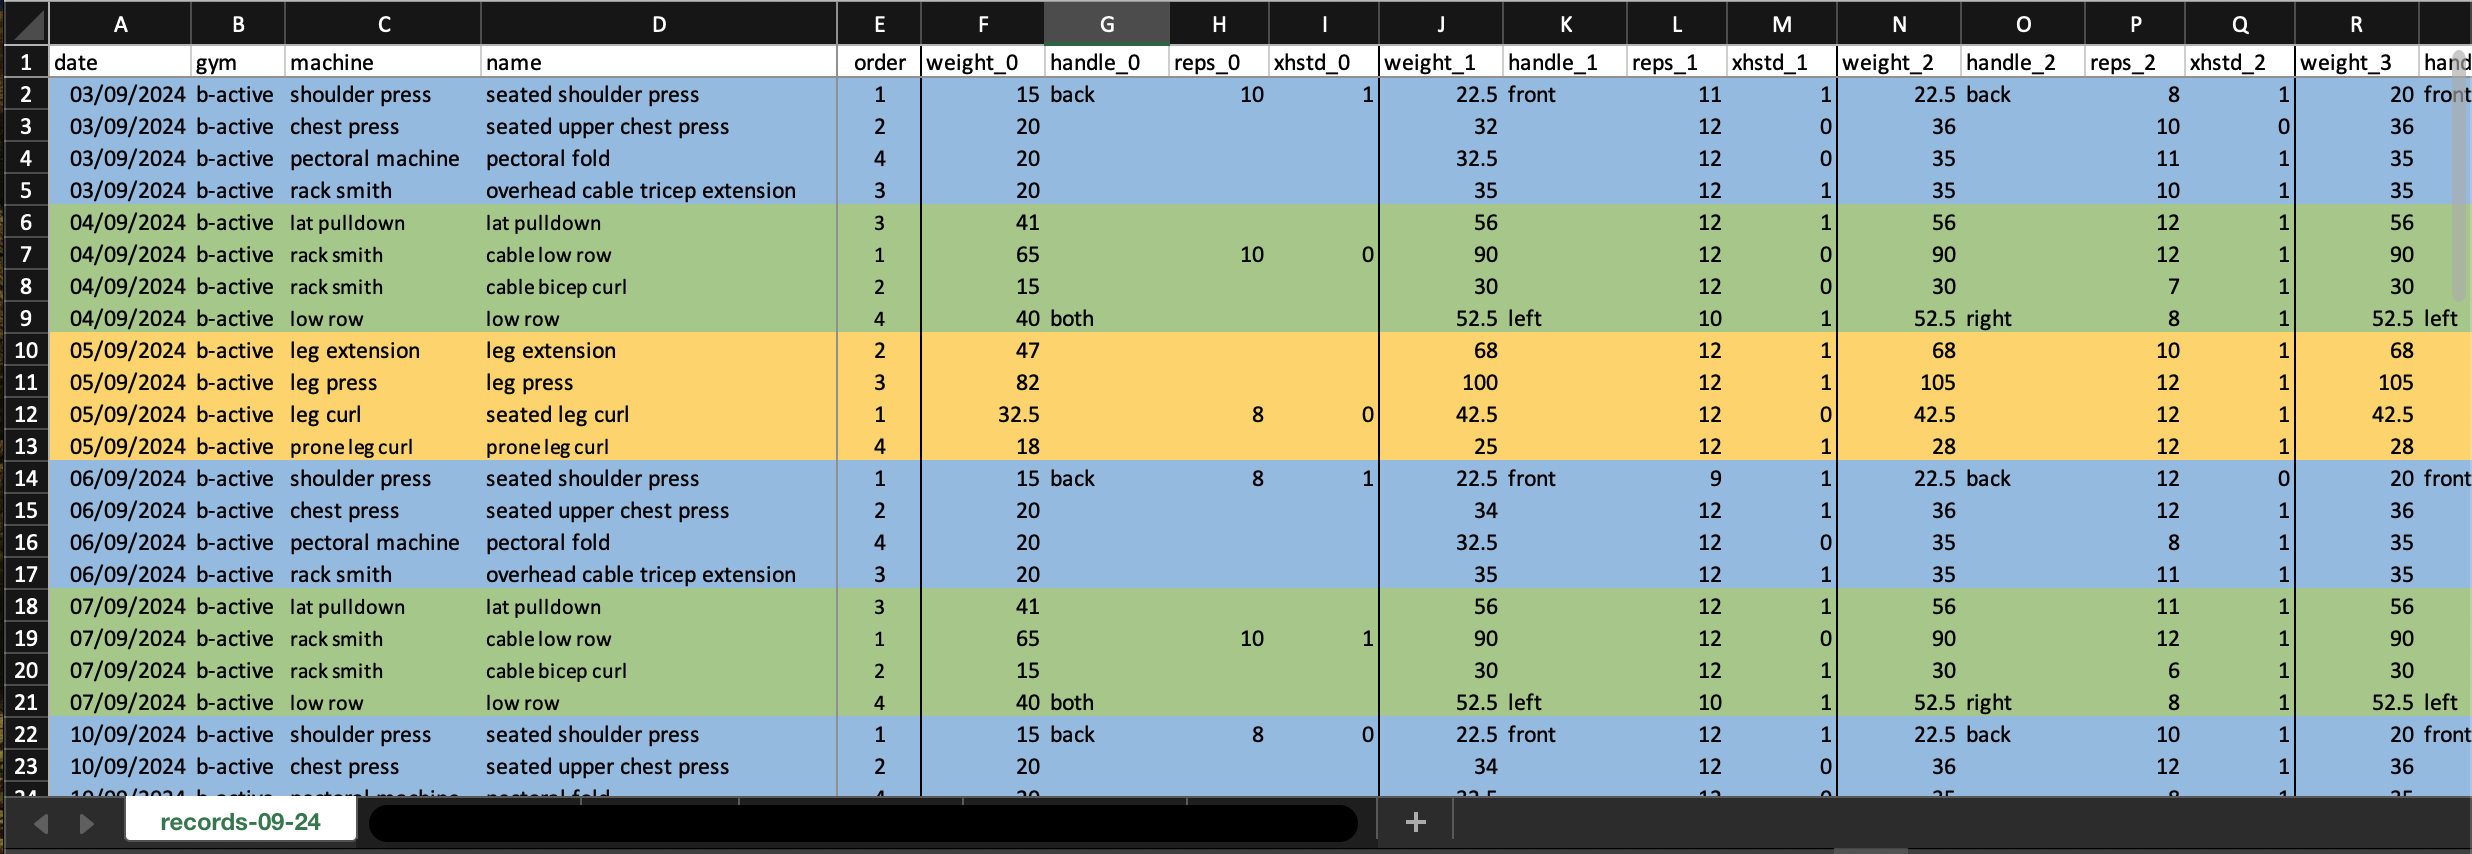 A B C D E F G H I J K L M N O P Q R
1 date gym machine name order weight_0 handle_0 reps_0 xhstd_0 weight_1 handle_1 reps_1 xhstd_1 weight_2 handle_2 reps_2 xhstd_2 weight_3 hand
2 03/09/2024 b-active shoulder press seated shoulder press 1 15 back 10 1 22.5 front 11 1 22.5 back 8 1 20 front
3 03/09/2024 b-active chest press seated upper chest press 2 20 32 12 0 36 10 0 36
4 03/09/2024 b-active pectoral machine pectoral fold 4 20 32.5 12 0 35 11 1 35
5 03/09/2024 b-active rack smith overhead cable tricep extension 3 20 35 12 1 35 10 1 35
6 04/09/2024 b-active lat pulldown lat pulldown 3 41 56 12 1 56 12 1 56
7 04/09/2024 b-active rack smith cable low row 1 65 10 0 90 12 0 90 12 1 90
8 04/09/2024 b-active rack smith cable bicep curl 2 15 30 12 0 30 7 1 30
9 04/09/2024 b-active low row low row 4 40 both 52.5 left 10 1 52.5 right 8 1 52.5 left
10 05/09/2024 b-active leg extension leg extension 2 47 68 12 1 68 10 1 68
11 05/09/2024 b-active leg press leg press 3 82 100 12 1 105 12 1 105
12 05/09/2024 b-active leg curl seated leg curl 1 32.5 8 0 42.5 12 0 42.5 12 1 42.5
13 05/09/2024 b-active prone leg curl prone leg curl 4 18 25 12 1 28 12 1 28
14 06/09/2024 b-active shoulder press seated shoulder press 1 15 back 8 1 22.5 front 9 1 22.5 back 12 0 20 front
15 06/09/2024 b-active chest press seated upper chest press 2 20 34 12 1 36 12 1 36
16 06/09/2024 b-active pectoral machine pectoral fold 4 20 32.5 12 0 35 8 1 35
17 06/09/2024 b-active rack smith overhead cable tricep extension 3 20 35 12 1 35 11 1 35
18 07/09/2024 b-active lat pulldown lat pulldown 3 41 56 12 1 56 11 1 56
19 07/09/2024 b-active rack smith cable low row 1 65 10 1 90 12 0 90 12 1 90
20 07/09/2024 b-active rack smith cable bicep curl 2 15 30 12 1 30 6 1 30
21 07/09/2024 b-active low row low row 4 40 both 52.5 left 10 1 52.5 right 8 1 52.5 left
22 10/09/2024 b-active shoulder press seated shoulder press 1 15 back 8 0 22.5 front 12 1 22.5 back 10 1 20 front
23 10/09/2024 b-active chest press seated upper chest press 2 20 34 12 0 36 12 1 36
records-09-24 +